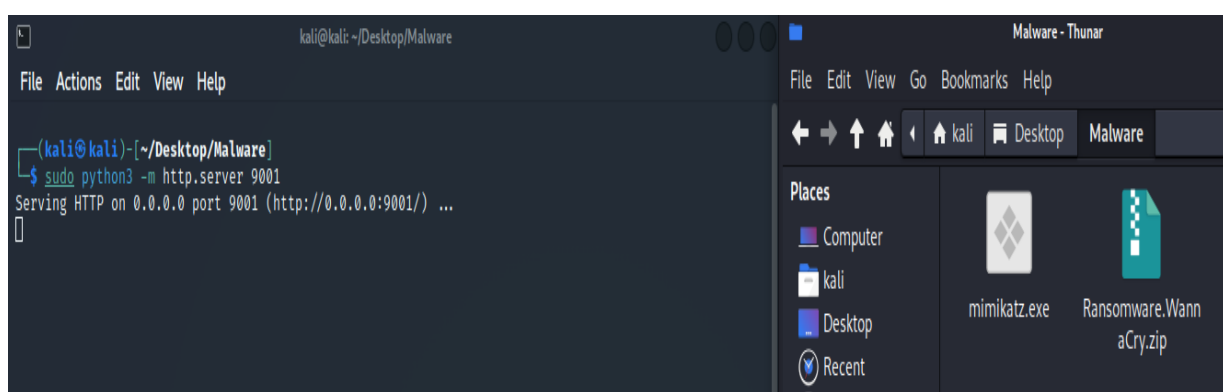 kali@kali: ~/Desktop/Malware
File Actions Edit View Help
(kali㉿kali)-[~/Desktop/Malware]
$ sudo python3 -m http.server 9001
Serving HTTP on 0.0.0.0 port 9001 (http://0.0.0.0:9001/) ...
Malware - Thunar
File Edit View Go Bookmarks Help
kali Desktop Malware
Places
Computer
kali
Desktop
Recent
mimikatz.exe
Ransomware.Wann
aCry.zip